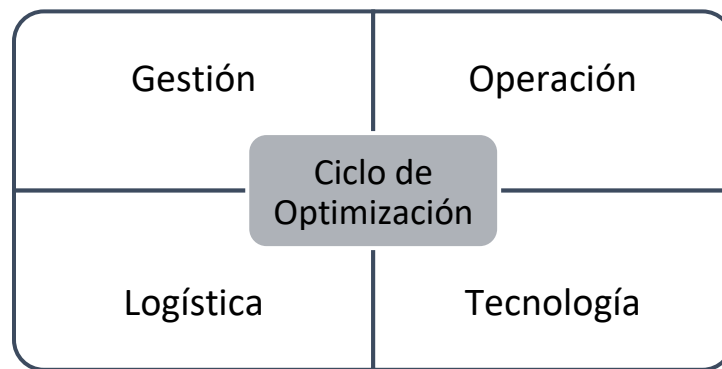 Gestión
Operación
Ciclo de
Optimización
Logística
Tecnología